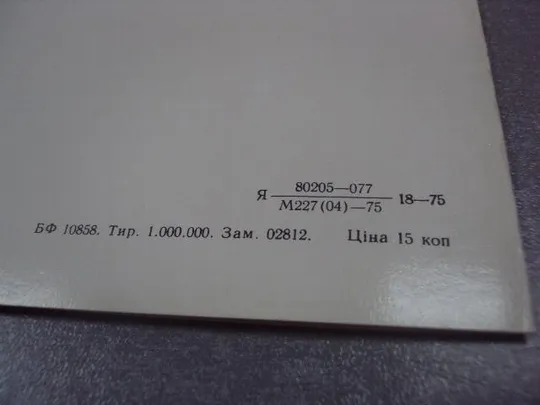 Я 80205—077
М227(04)—75 18—75
БФ 10858. Тир. 1.000.000. Зам. 02812. Ціна 15 коп